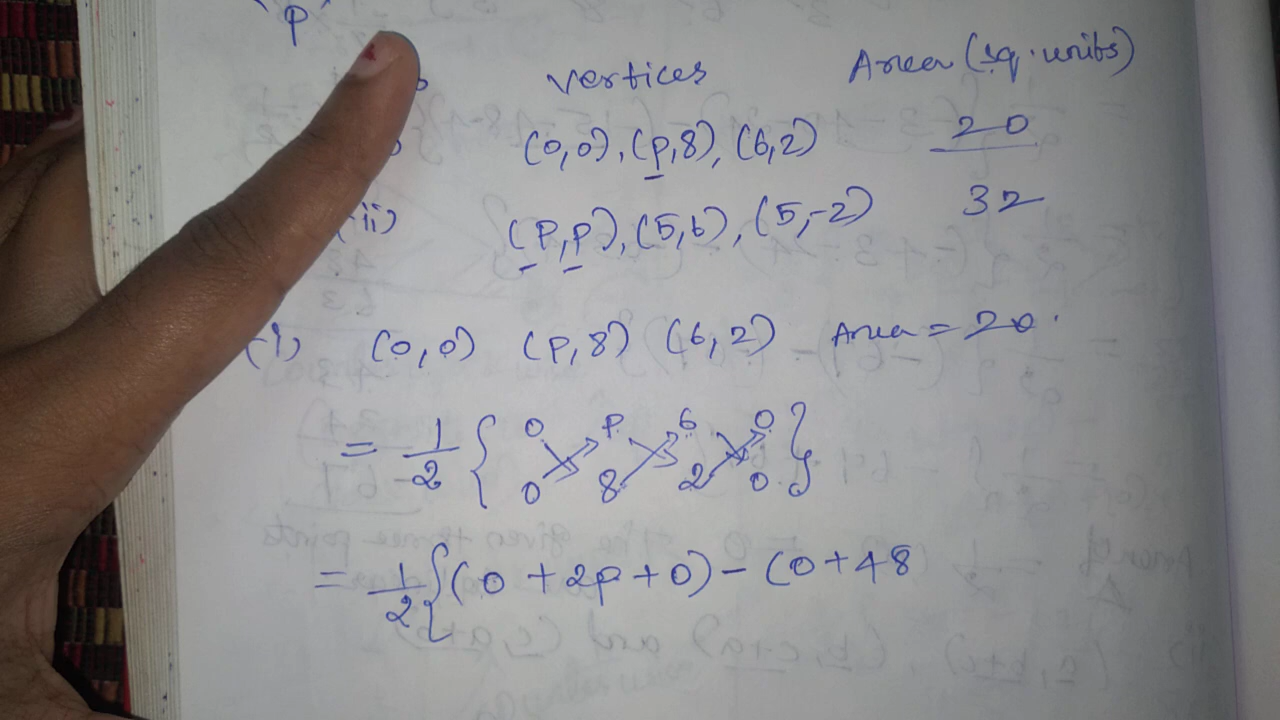 'p'
vertices Area (sq. units)
(0,0), (p,8), (6,2) 20
(ii) (p,p), (5,6), (5,-2) 32
(i) (0,0) (p,8) (6,2) Area = 20.
= 1/2 { 0 p 6 0 }
0 8 2 0
= 1/2 { (0 + 2p + 0) - (0 + 48